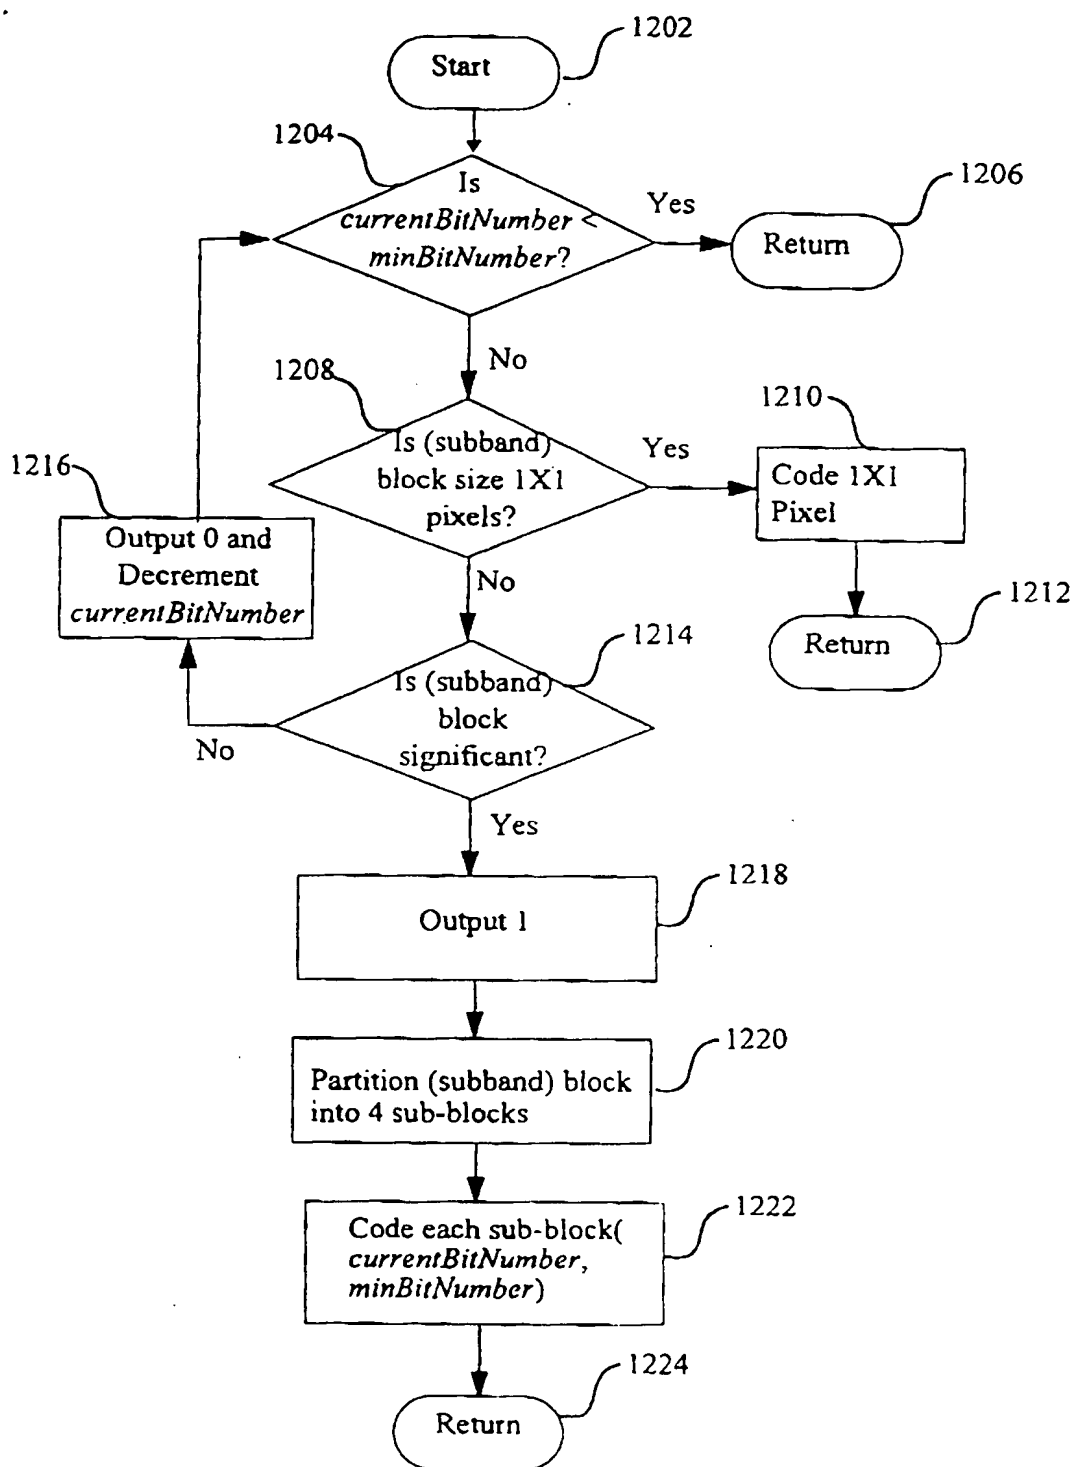 1202
Start
1204
Is
currentBitNumber <
minBitNumber?
Yes
1206
Return
No
1208
Is (subband)
block size 1X1
pixels?
Yes
1210
Code 1X1
Pixel
1212
Return
1216
Output 0 and
Decrement
currentBitNumber
No
1214
Is (subband)
block
significant?
No
Yes
1218
Output 1
1220
Partition (subband) block
into 4 sub-blocks
1222
Code each sub-block(
currentBitNumber,
minBitNumber)
1224
Return